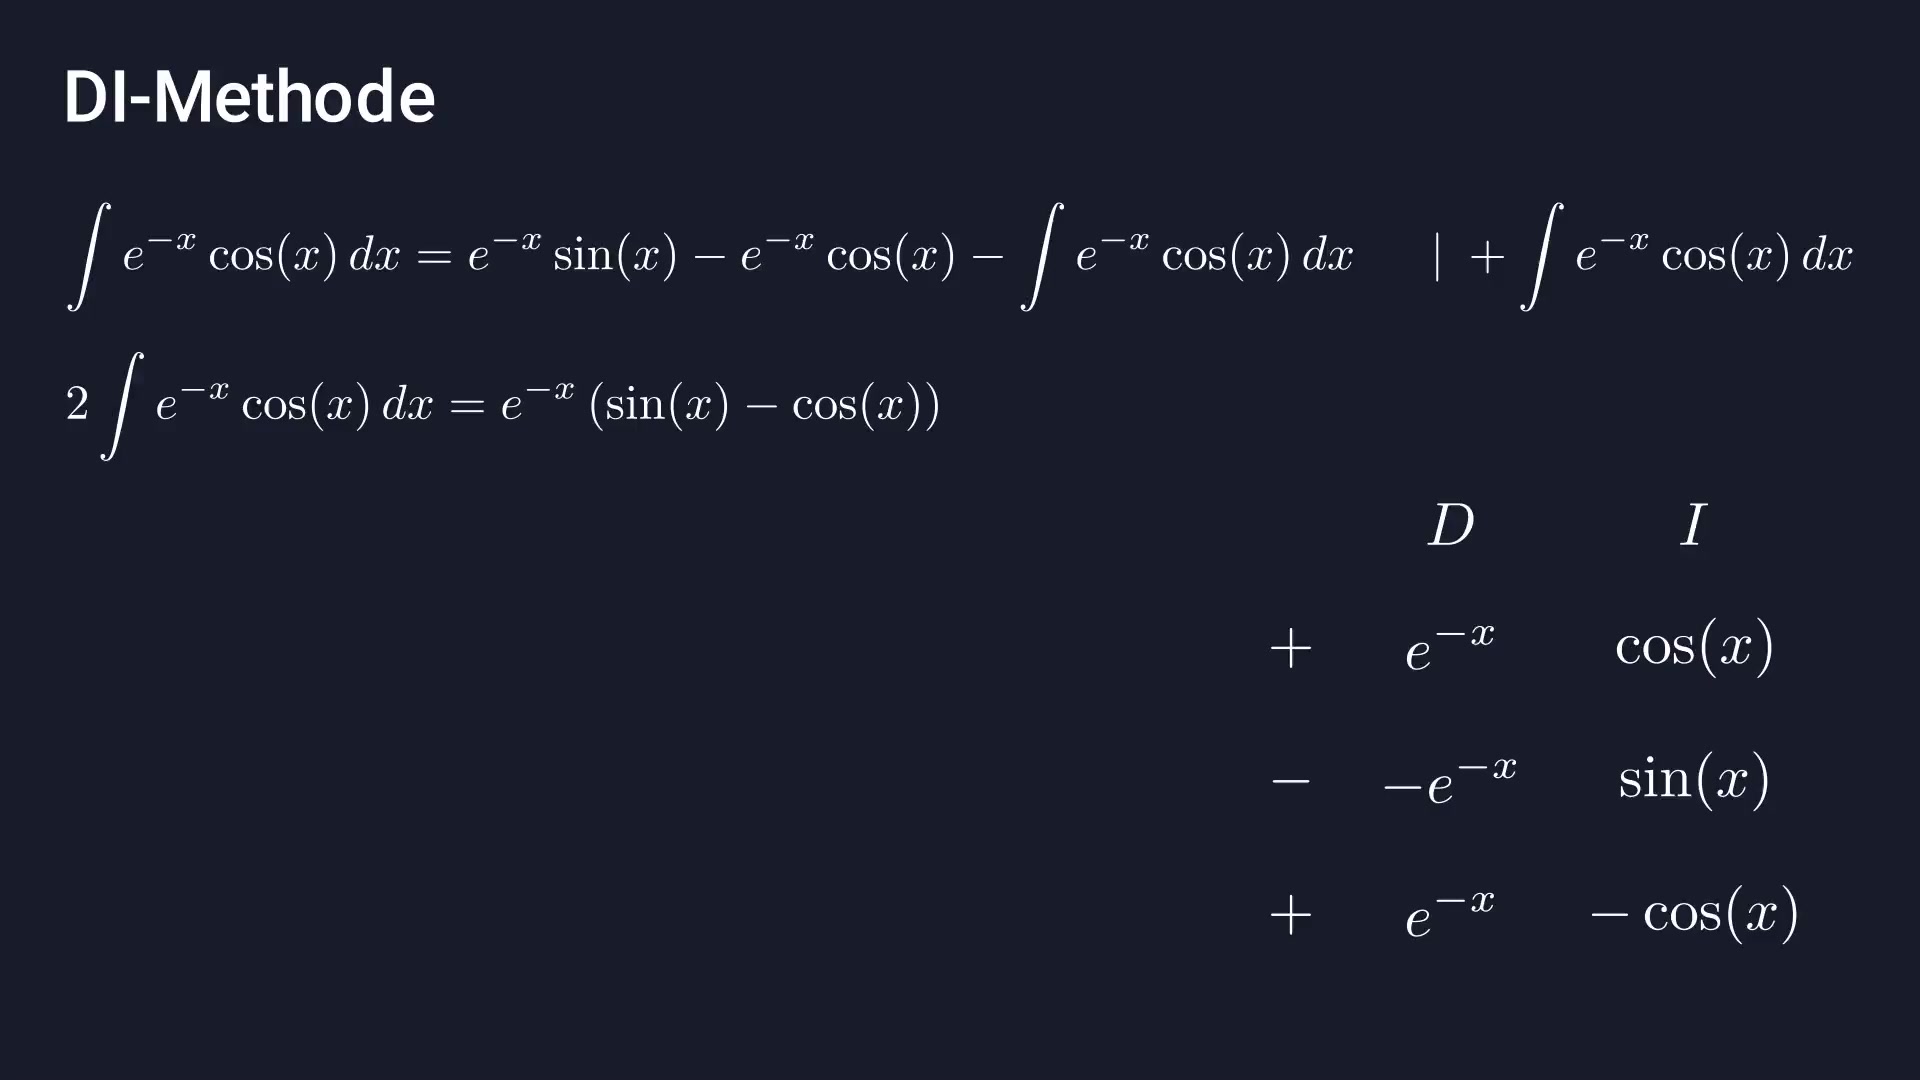 DI-Methode
∫ e^{-x} cos(x) dx = e^{-x} sin(x) − e^{-x} cos(x) − ∫ e^{-x} cos(x) dx | + ∫ e^{-x} cos(x) dx
2 ∫ e^{-x} cos(x) dx = e^{-x} (sin(x) − cos(x))
D I
+ e^{-x} cos(x)
− −e^{-x} sin(x)
+ e^{-x} − cos(x)